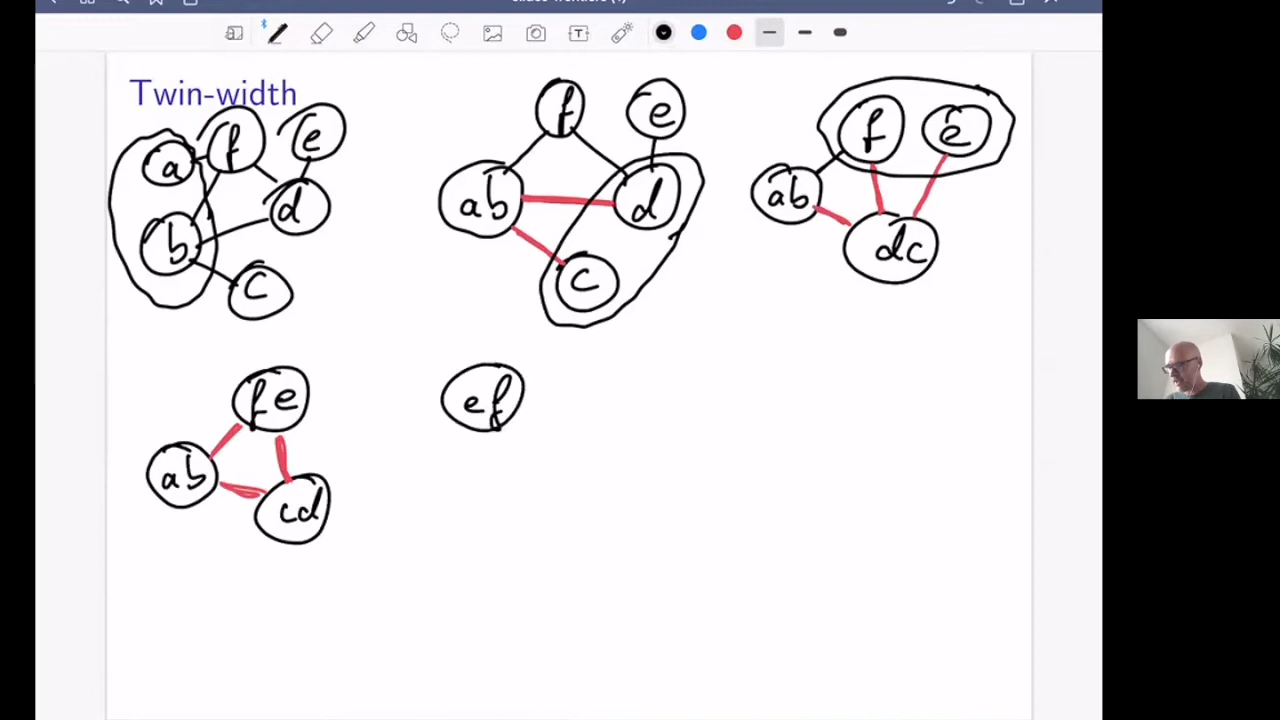 Twin-width
a f e
b d
c
f e
ab d
c
f e
ab dc
fe
ab cd
ef